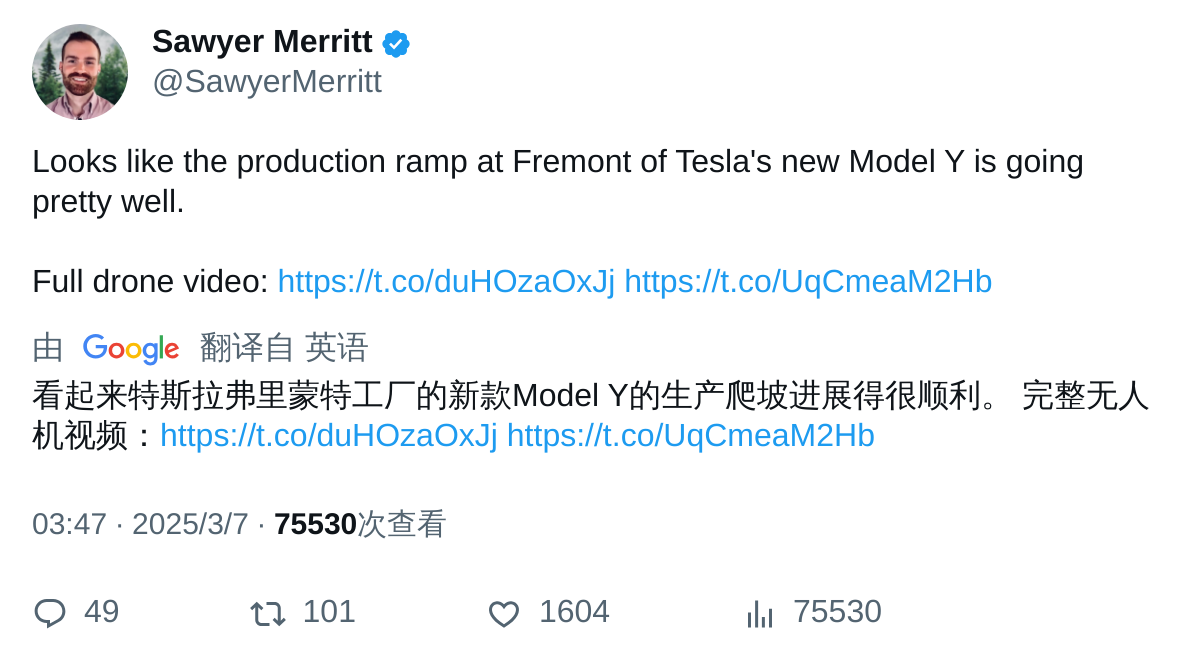 Sawyer Merritt
@SawyerMerritt
Looks like the production ramp at Fremont of Tesla's new Model Y is going
pretty well.
Full drone video: https://t.co/duHOzaOxJj https://t.co/UqCmeaM2Hb
由 Google 翻译自 英语
看起来特斯拉弗里蒙特工厂的新款Model Y的生产爬坡进展得很顺利。 完整无人
机视频：https://t.co/duHOzaOxJj https://t.co/UqCmeaM2Hb
03:47 · 2025/3/7 · 75530次查看
49 101 1604 75530